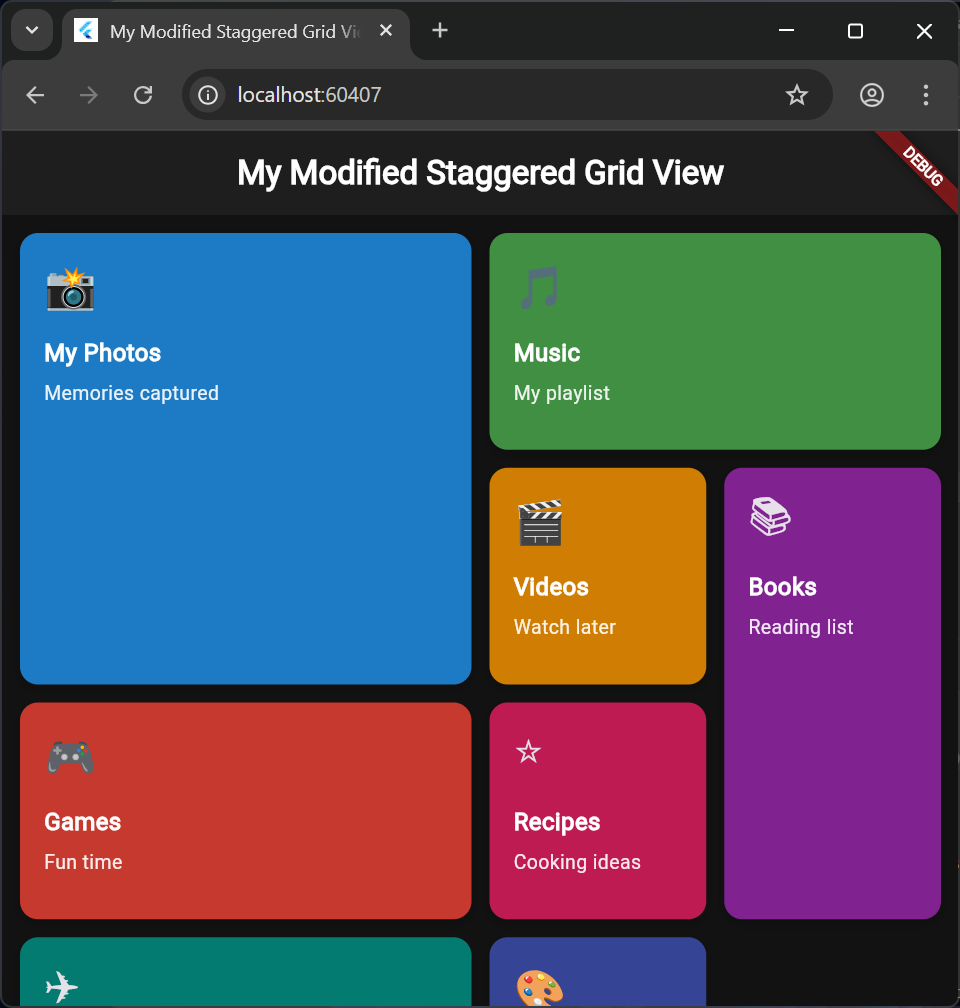 My Modified Staggered Grid Vi
localhost:60407
My Modified Staggered Grid View
DEBUG
My Photos
Memories captured
Music
My playlist
Videos
Watch later
Books
Reading list
Games
Fun time
Recipes
Cooking ideas